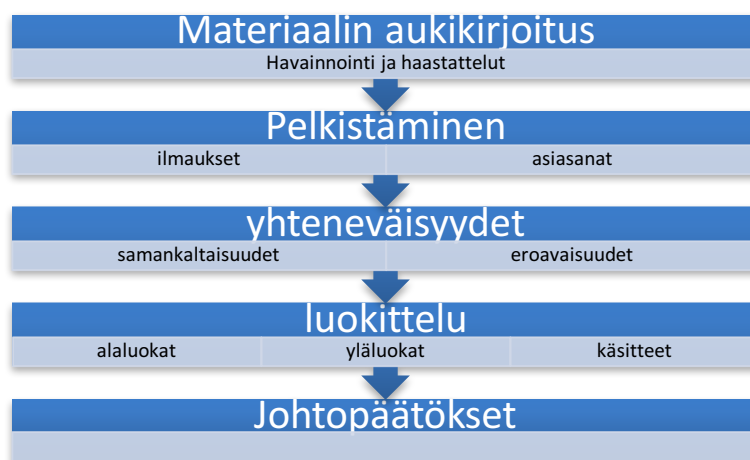 Materiaalin aukikirjoitus
Havainnointi ja haastattelut
Pelkistäminen
ilmaukset asiasanat
yhteneväisyydet
samankaltaisuudet eroavaisuudet
luokittelu
alaluokat yläluokat käsitteet
Johtopäätökset